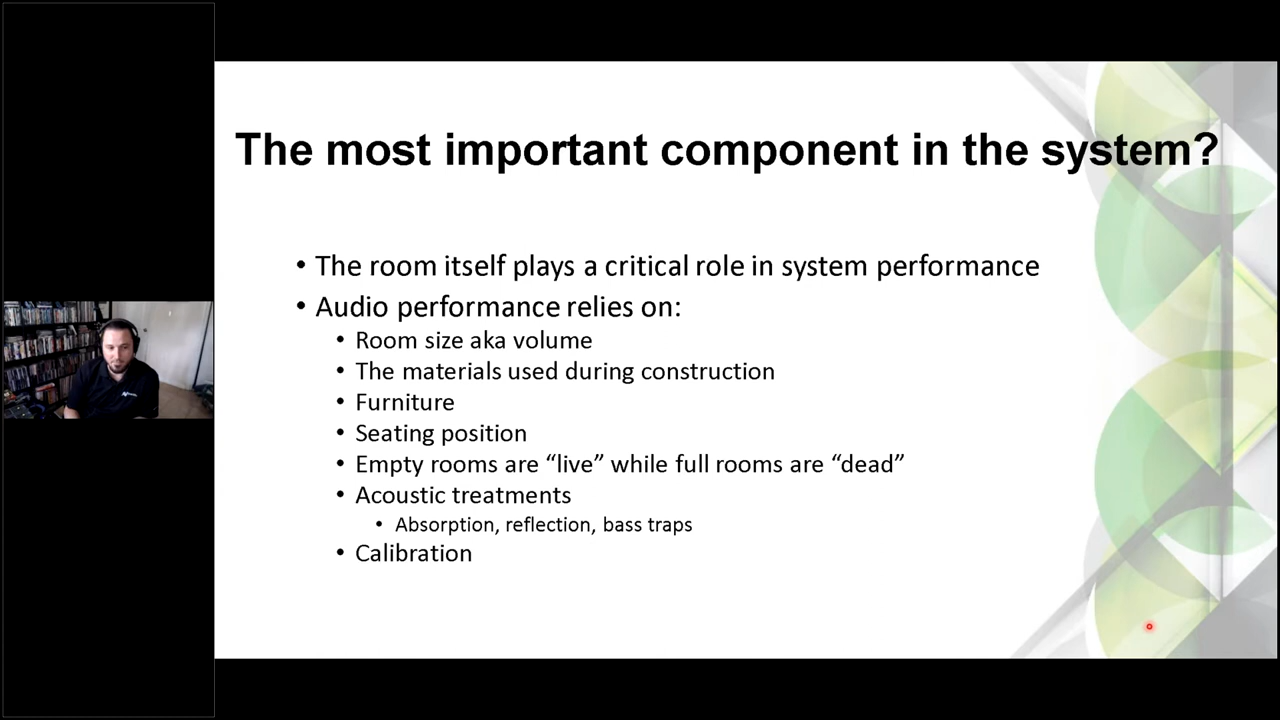 The most important component in the system?
• The room itself plays a critical role in system performance
• Audio performance relies on:
• Room size aka volume
• The materials used during construction
• Furniture
• Seating position
• Empty rooms are “live” while full rooms are “dead”
• Acoustic treatments
• Absorption, reflection, bass traps
• Calibration